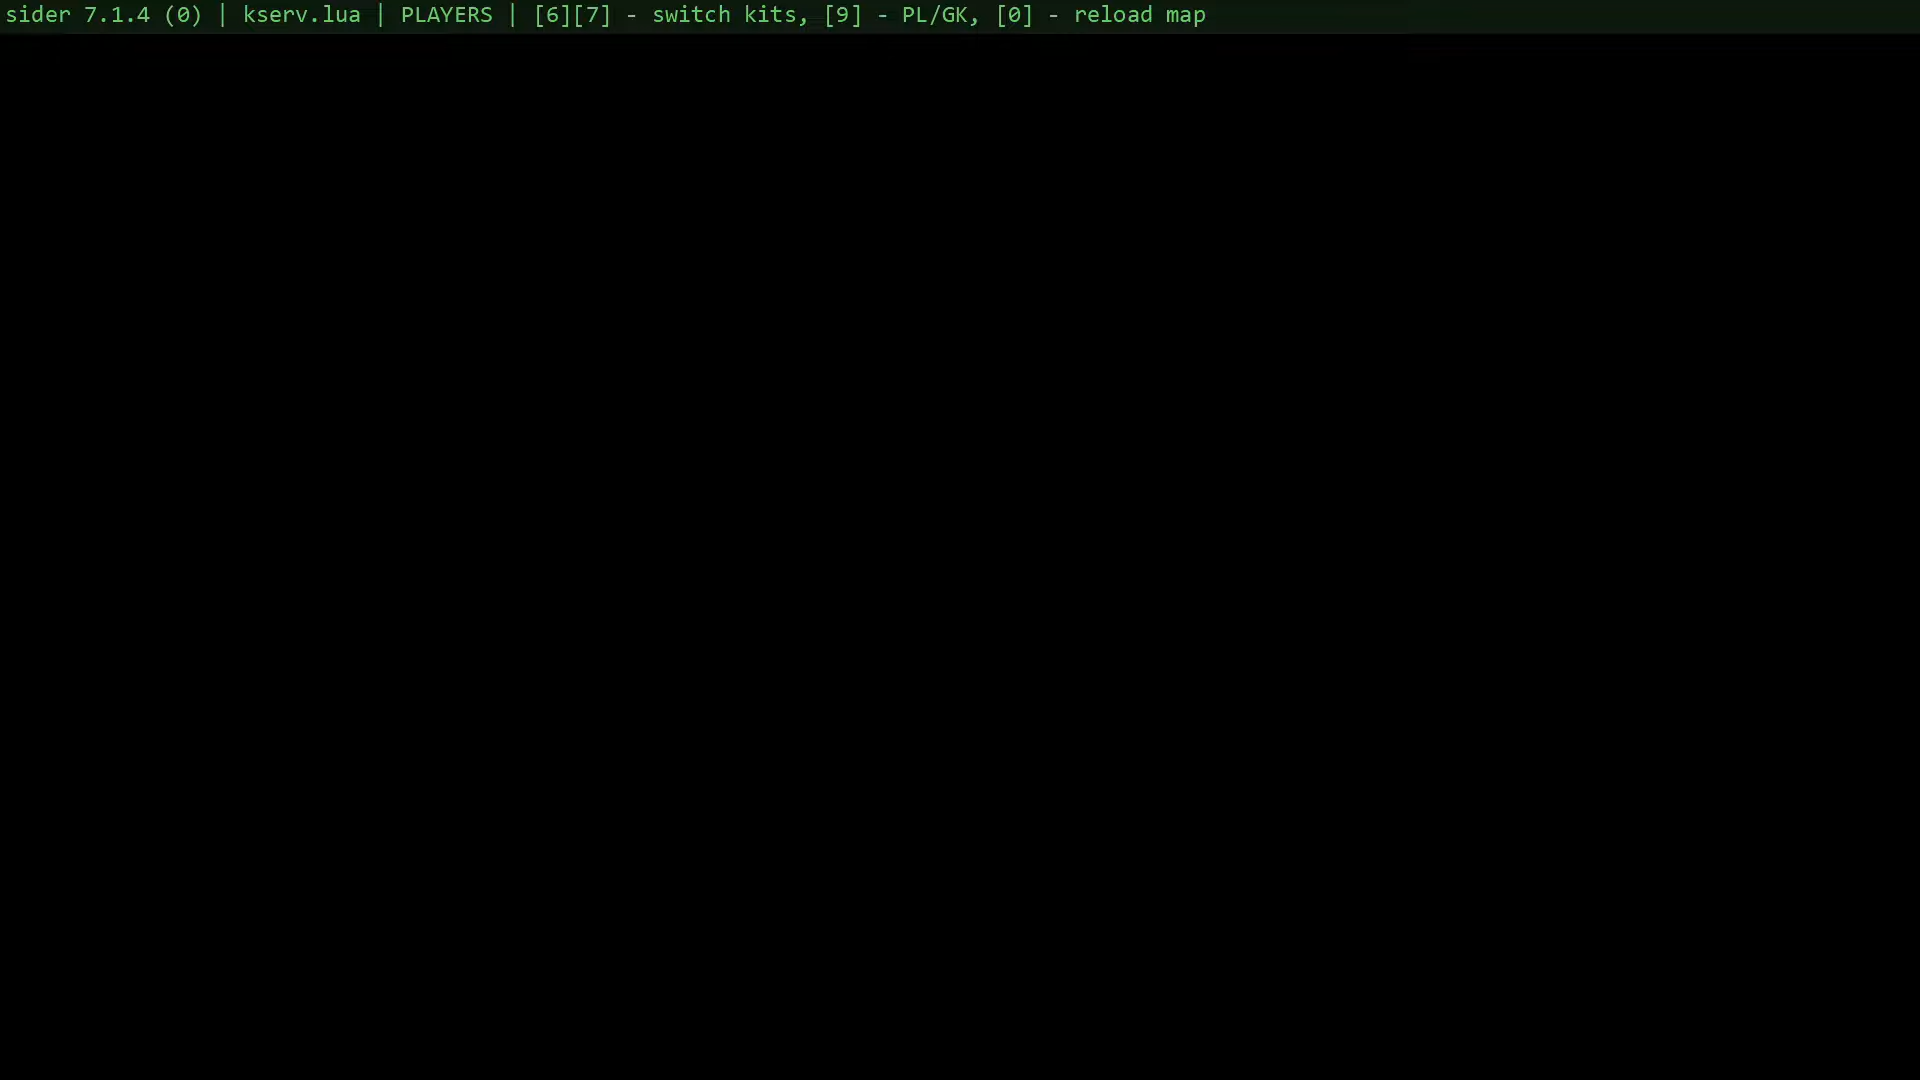 sider 7.1.4 (0) | kserv.lua | PLAYERS | [6][7] - switch kits, [9] - PL/GK, [0] - reload map